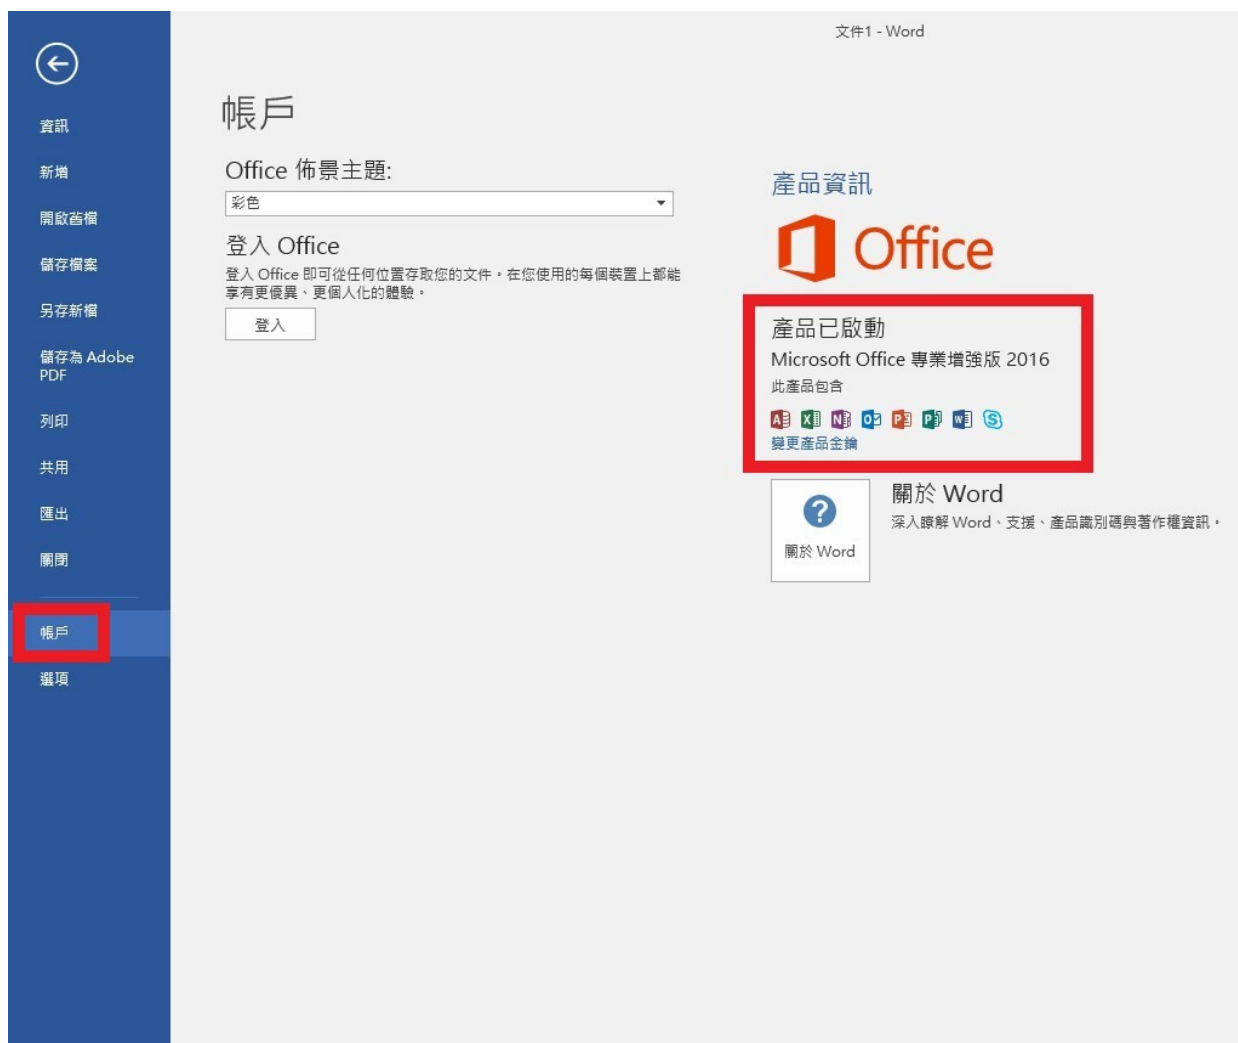 文件1 - Word
資訊
新增
開啟舊檔
儲存檔案
另存新檔
儲存為 Adobe
PDF
列印
共用
匯出
關閉
帳戶
選項
帳戶
Office 佈景主題:
彩色
登入 Office
登入 Office 即可從任何位置存取您的文件。在您使用的每個裝置上都能
享有更優異、更個人化的體驗。
登入
產品資訊
Office
產品已啟動
Microsoft Office 專業增強版 2016
此產品包含
變更產品金鑰
關於 Word
關於 Word
深入瞭解 Word、支援、產品識別碼與著作權資訊。